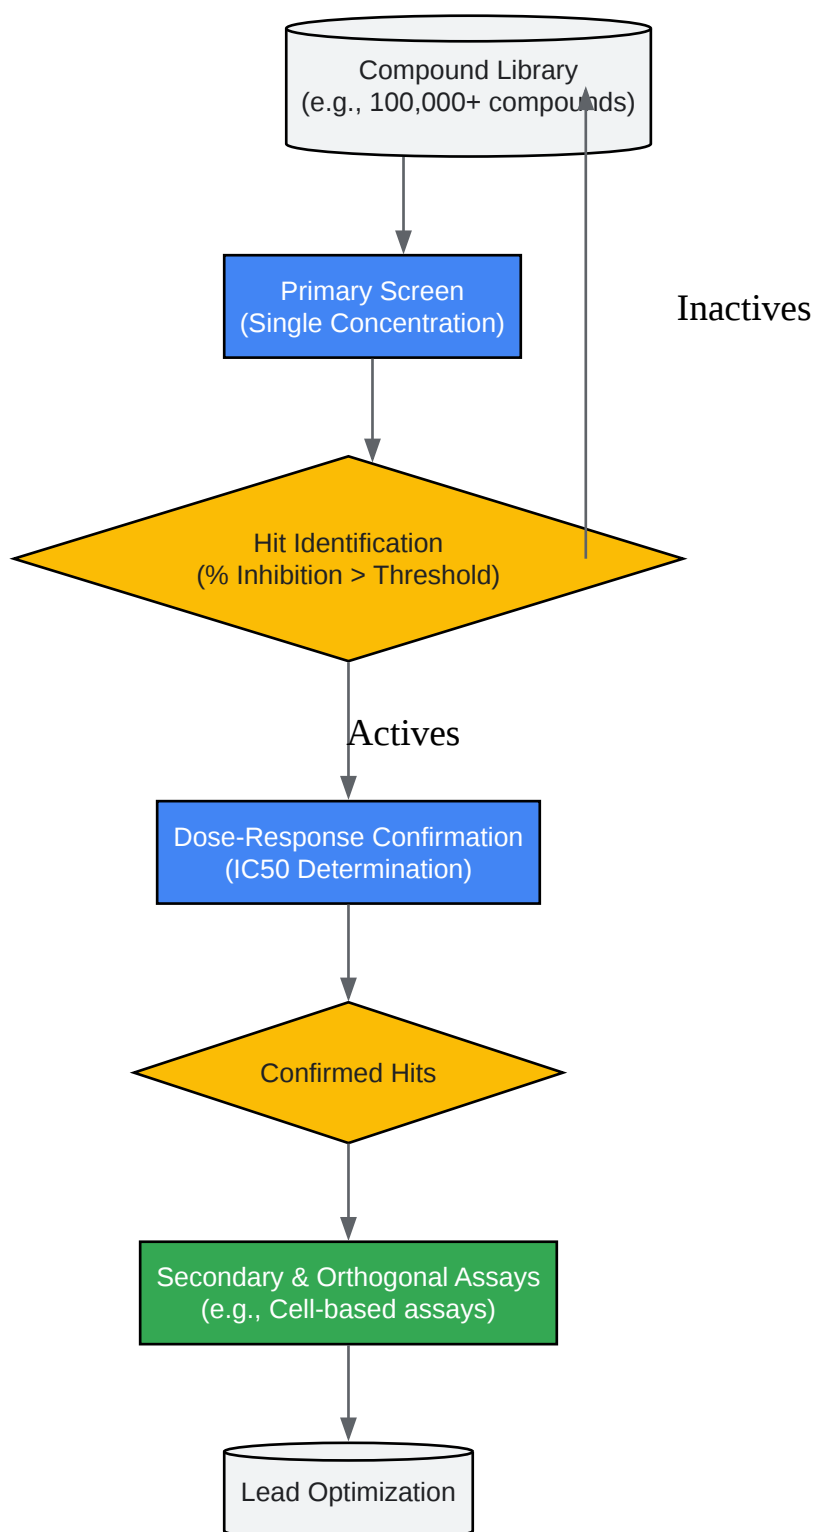 Compound Library
(e.g., 100,000+ compounds)
Primary Screen
(Single Concentration)
Inactives
Hit Identification
(% Inhibition > Threshold)
Actives
Dose-Response Confirmation
(IC50 Determination)
Confirmed Hits
Secondary & Orthogonal Assays
(e.g., Cell-based assays)
Lead Optimization